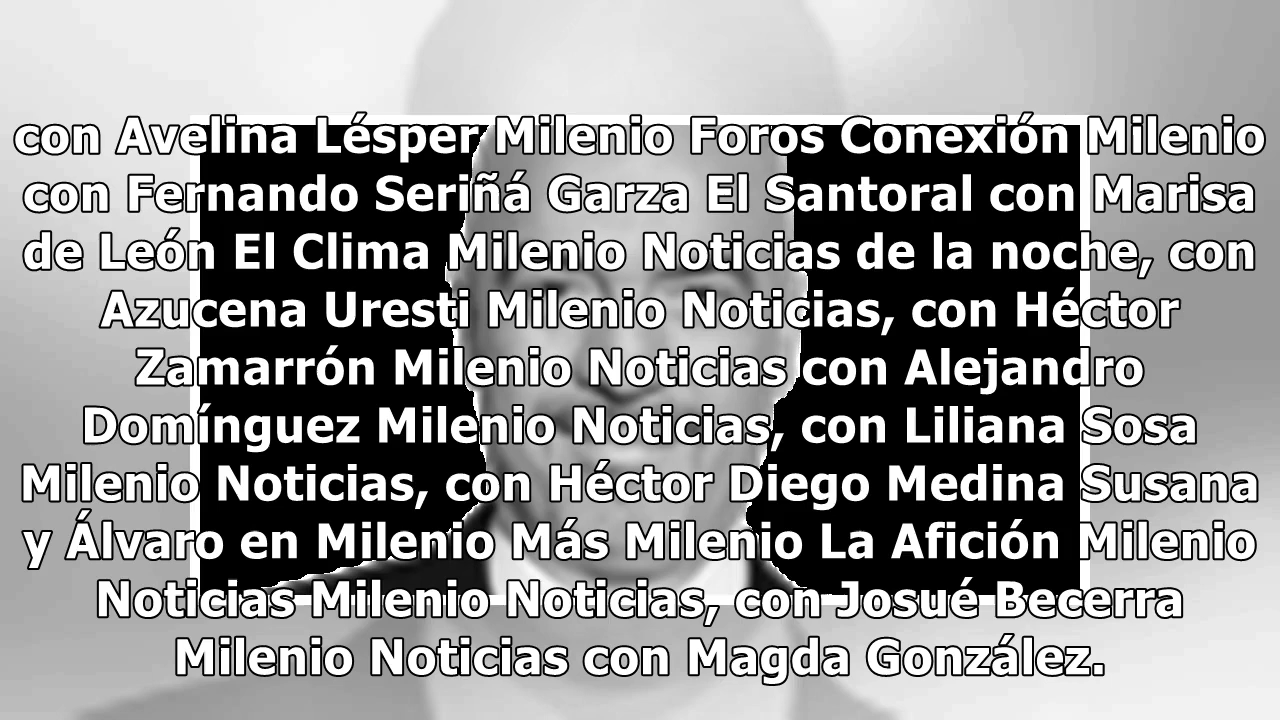 con Avelina Lésper Milenio Foros Conexión Milenio
con Fernando Seriñá Garza El Santoral con Marisa
de León El Clima Milenio Noticias de la noche, con
Azucena Uresti Milenio Noticias, con Héctor
Zamarrón Milenio Noticias con Alejandro
Domínguez Milenio Noticias, con Liliana Sosa
Milenio Noticias, con Héctor Diego Medina Susana
y Álvaro en Milenio Más Milenio La Afición Milenio
Noticias Milenio Noticias, con Josué Becerra
Milenio Noticias con Magda González.